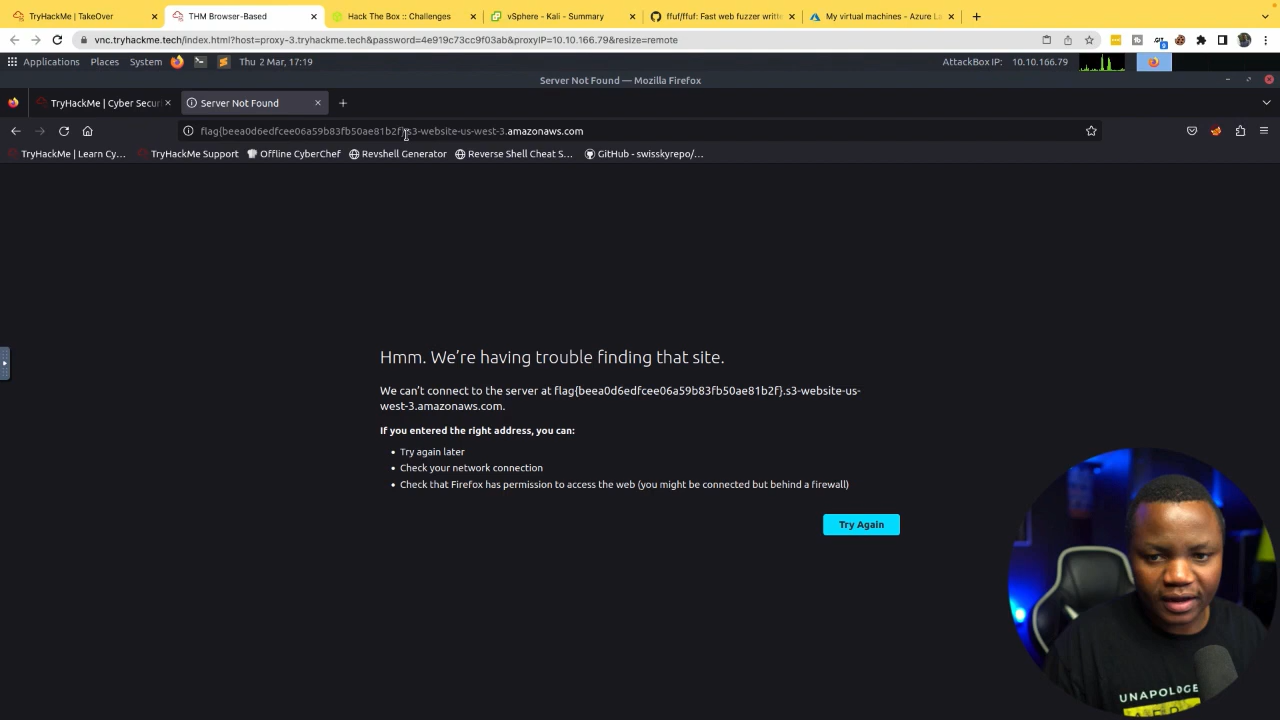 TryHackMe | TakeOver
THM Browser-Based
Hack The Box :: Challenges
vSphere - Kali - Summary
ffuf/ffuf: Fast web fuzzer writte
My virtual machines - Azure La
vnc.tryhackme.tech/index.html?host=proxy-3.tryhackme.tech&password=4e919c73cc9f03ab&proxyIP=10.10.166.79&resize=remote
Applications Places System Thu 2 Mar, 17:19 AttackBox IP: 10.10.166.79
Server Not Found — Mozilla Firefox
TryHackMe | Cyber Securi
Server Not Found
flag{beea0d6edfcee06a59b83fb50ae81b2f}.s3-website-us-west-3.amazonaws.com
TryHackMe | Learn Cy… TryHackMe Support Offline CyberChef Revshell Generator Reverse Shell Cheat S… GitHub - swisskyrepo/…
Hmm. We're having trouble finding that site.
We can't connect to the server at flag{beea0d6edfcee06a59b83fb50ae81b2f}.s3-website-us-
west-3.amazonaws.com.
If you entered the right address, you can:
• Try again later
• Check your network connection
• Check that Firefox has permission to access the web (you might be connected but behind a firewall)
Try Again
UNAPOLOGE